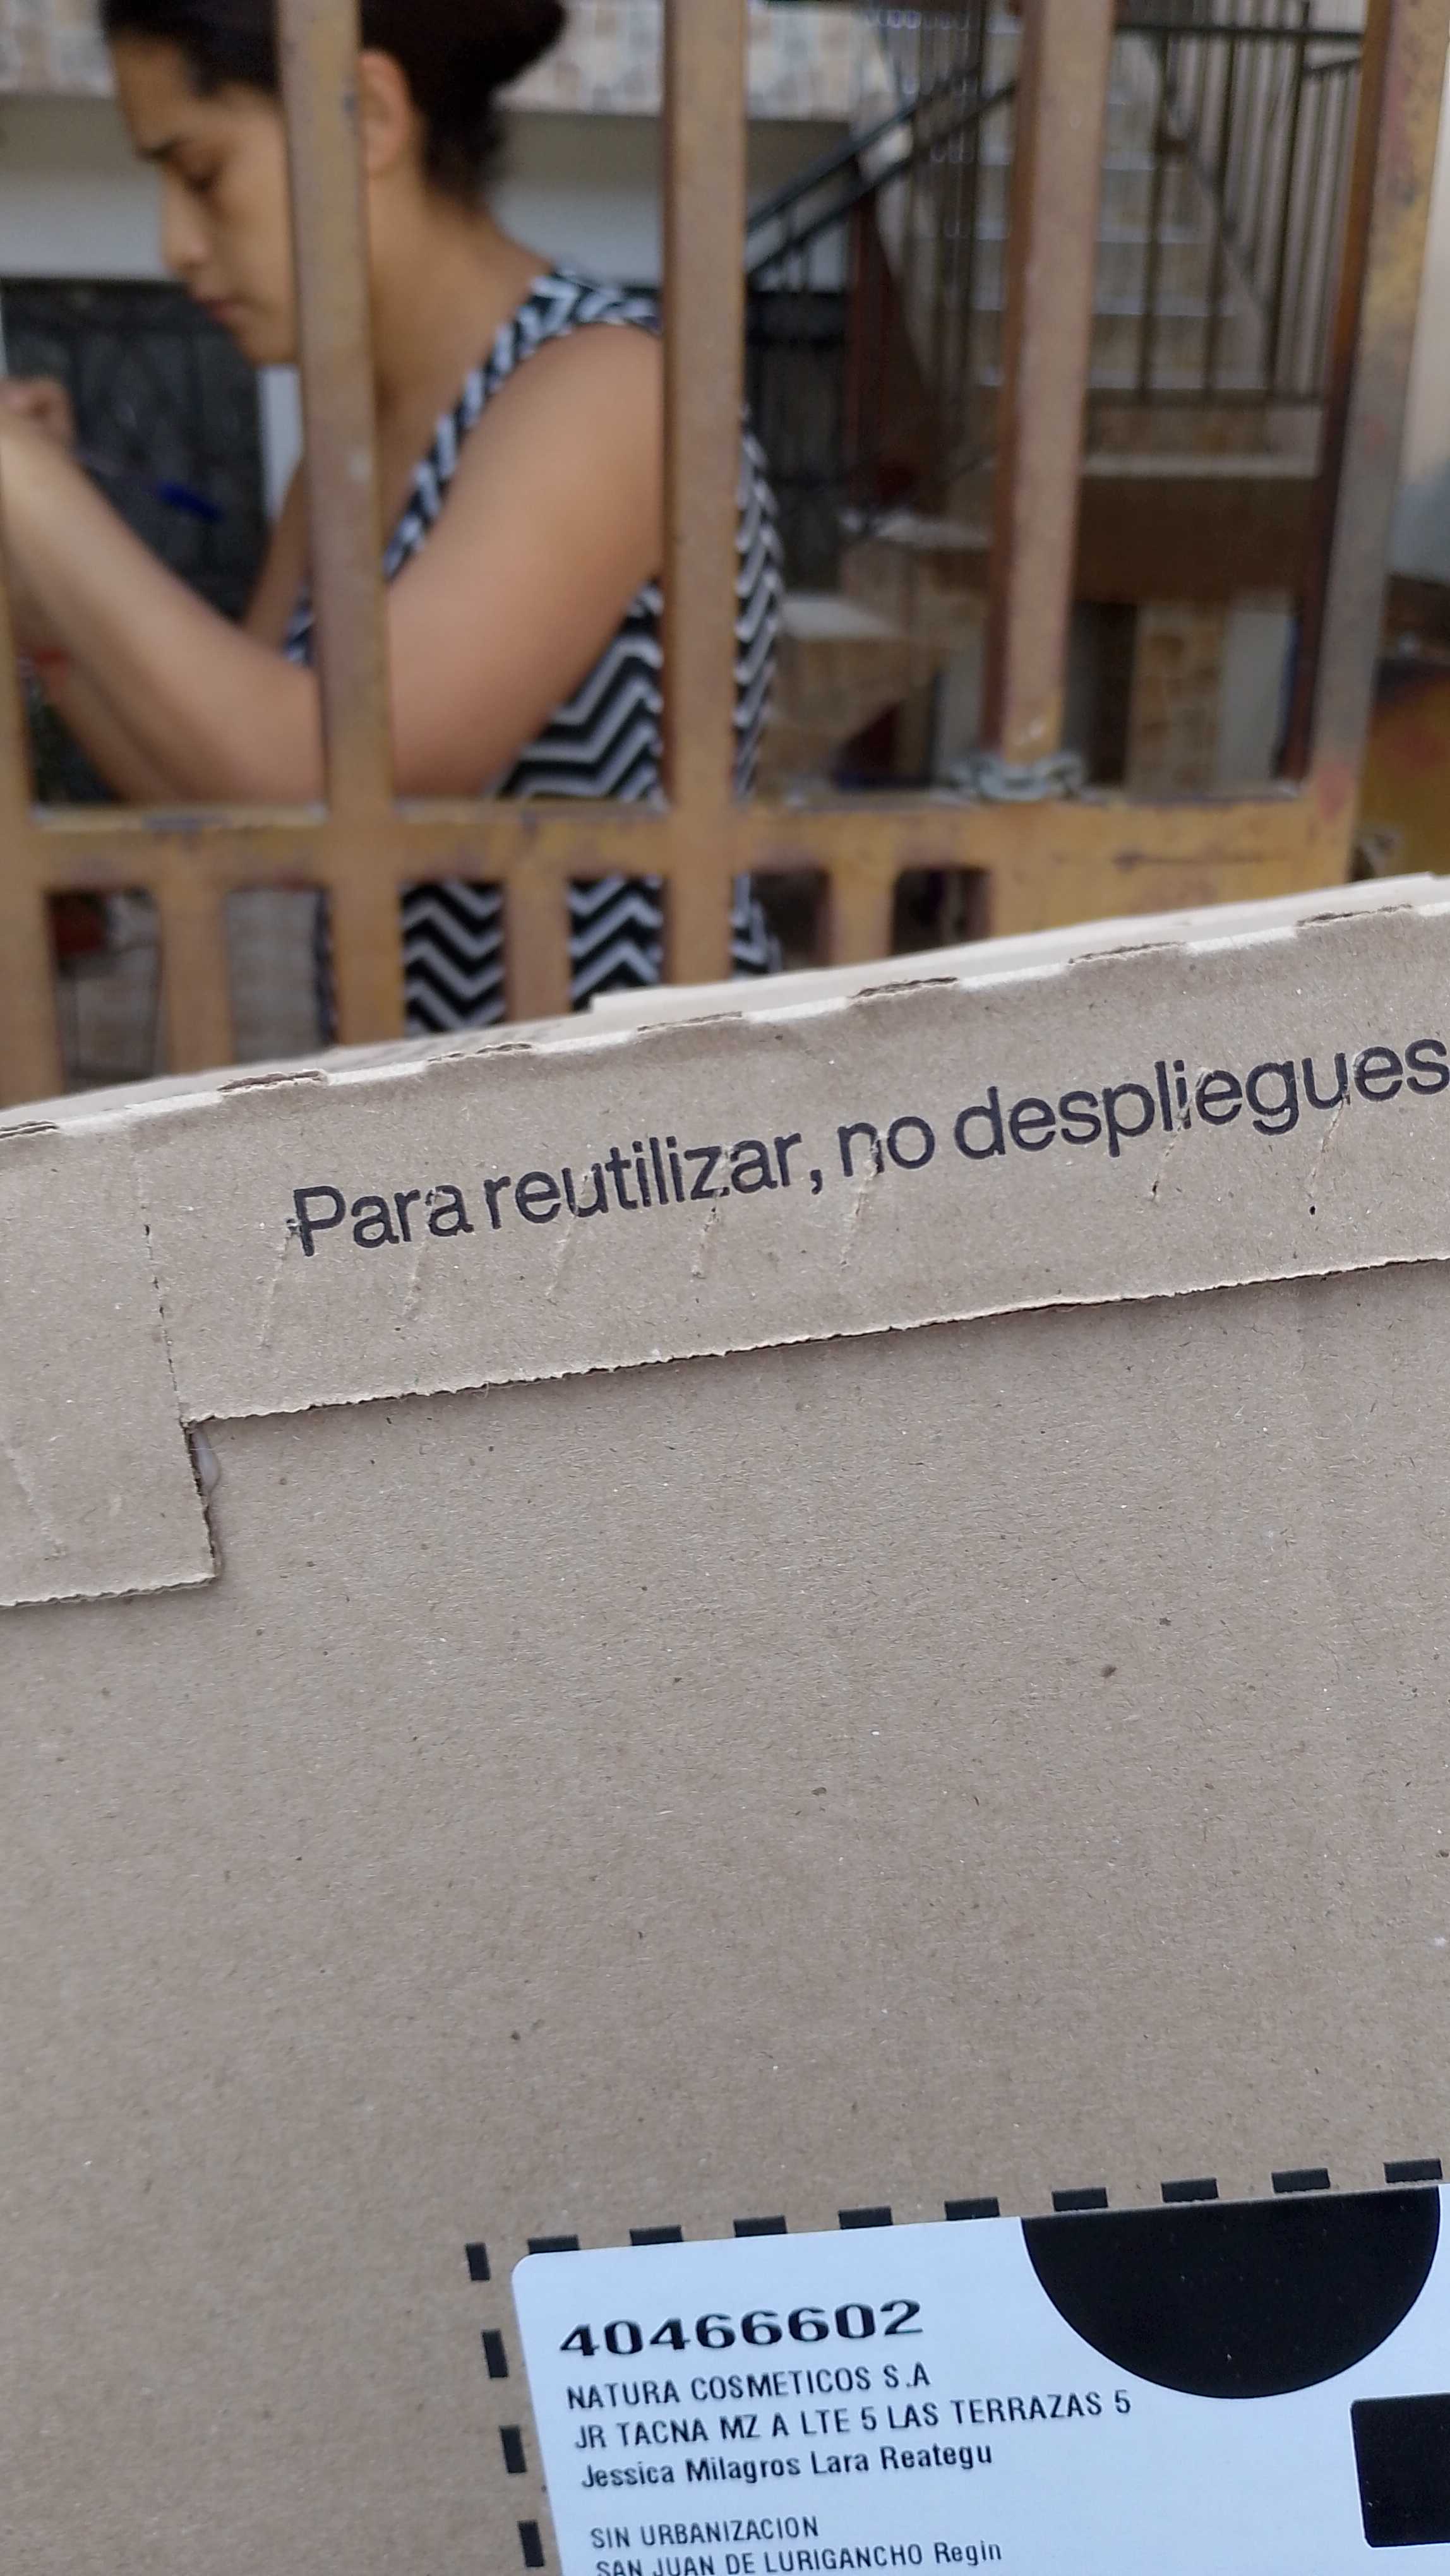 Para reutilizar, no despliegues
40466602
NATURA COSMETICOS S.A
JR TACNA MZ A LTE 5 LAS TERRAZAS 5
Jessica Milagros Lara Reategu
SIN URBANIZACION
SAN JUAN DE LURIGANCHO Regin